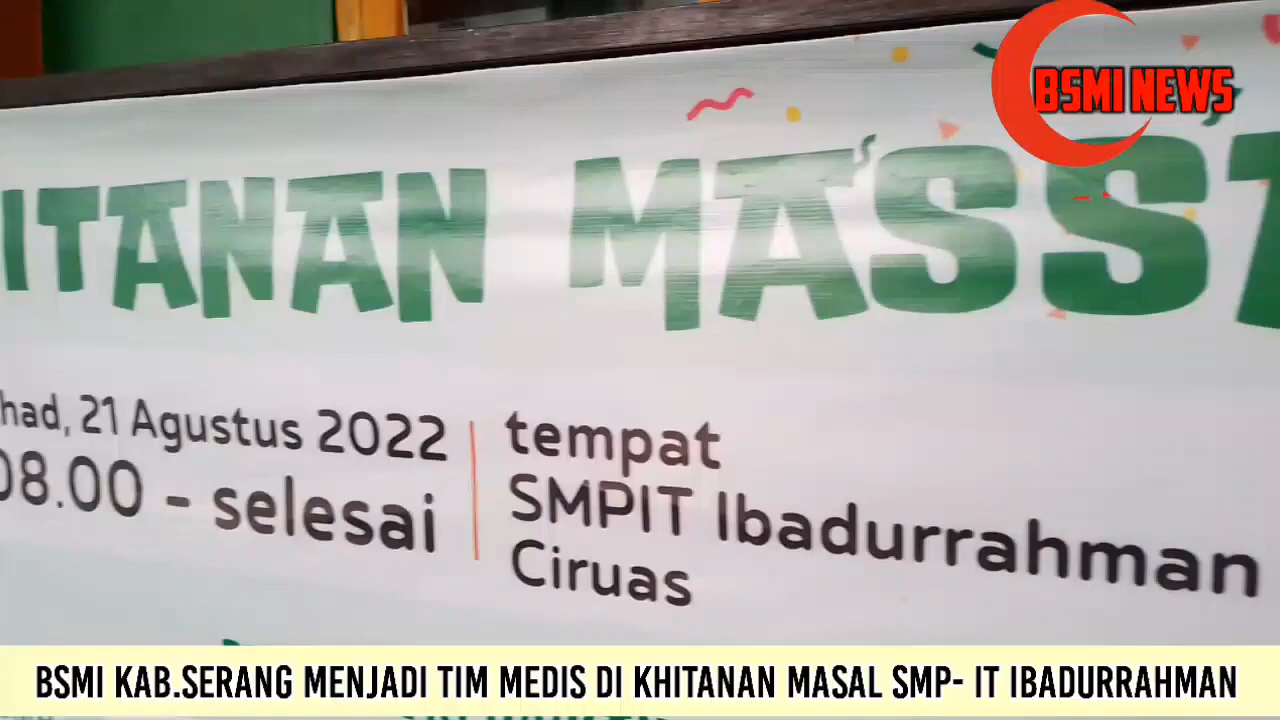 BSMI NEWS
ITANAN MASS
had, 21 Agustus 2022
08.00 - selesai
tempat
SMPIT Ibadurrahman
Ciruas
BSMI KAB.SERANG MENJADI TIM MEDIS DI KHITANAN MASAL SMP- IT IBADURRAHMAN